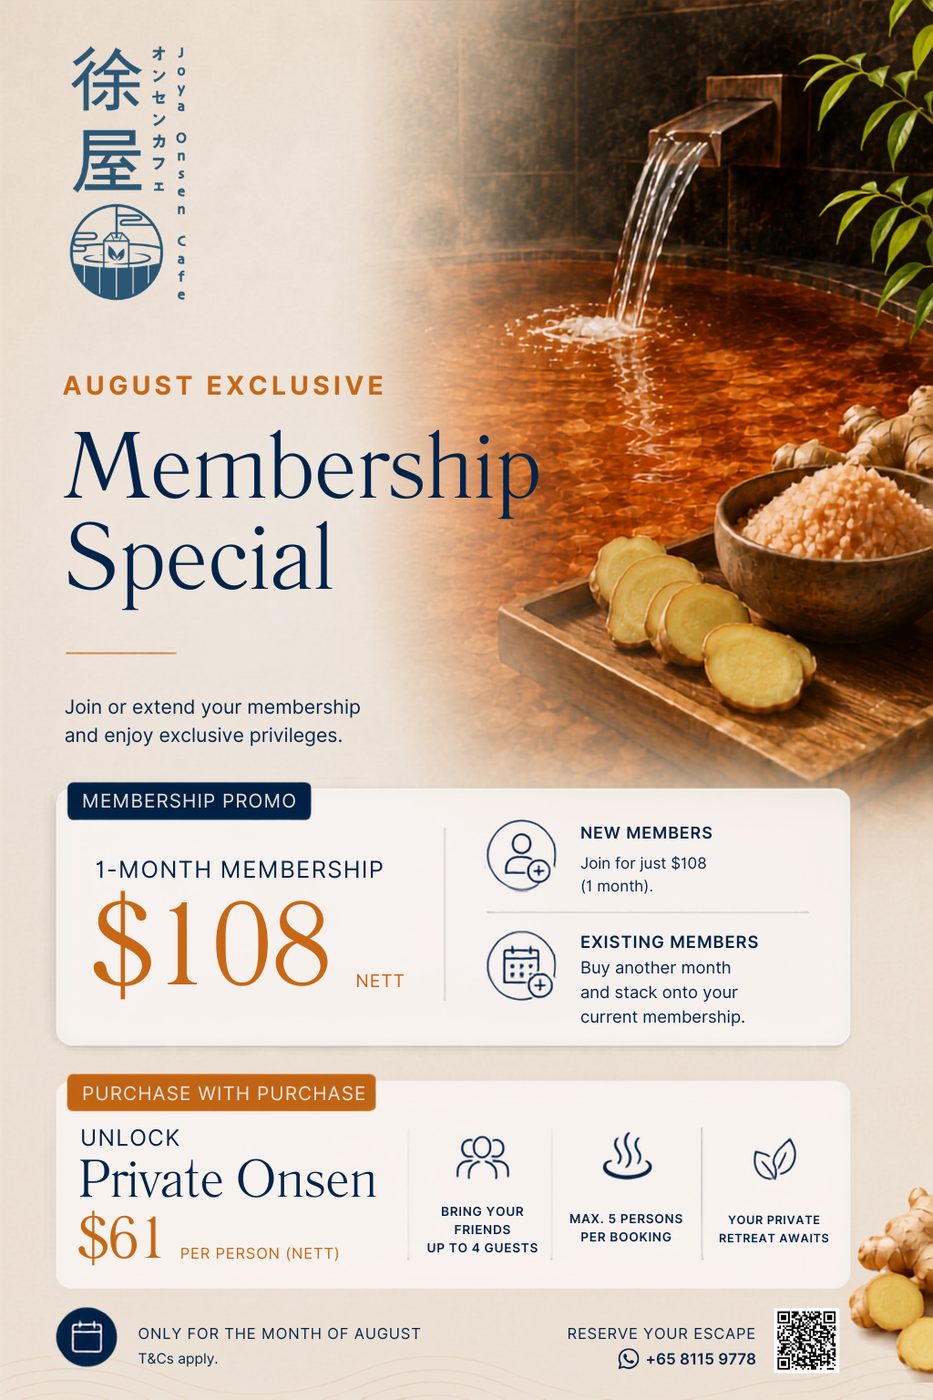 徐屋
オンセンカフェ
Joya Onsen Cafe
AUGUST EXCLUSIVE
Membership
Special
Join or extend your membership
and enjoy exclusive privileges.
MEMBERSHIP PROMO
1-MONTH MEMBERSHIP
$108
NETT
NEW MEMBERS
Join for just $108
(1 month).
EXISTING MEMBERS
Buy another month
and stack onto your
current membership.
PURCHASE WITH PURCHASE
UNLOCK
Private Onsen
$61 PER PERSON (NETT)
BRING YOUR
FRIENDS
UP TO 4 GUESTS
MAX. 5 PERSONS
PER BOOKING
YOUR PRIVATE
RETREAT AWAITS
ONLY FOR THE MONTH OF AUGUST
T&Cs apply.
RESERVE YOUR ESCAPE
+65 8115 9778